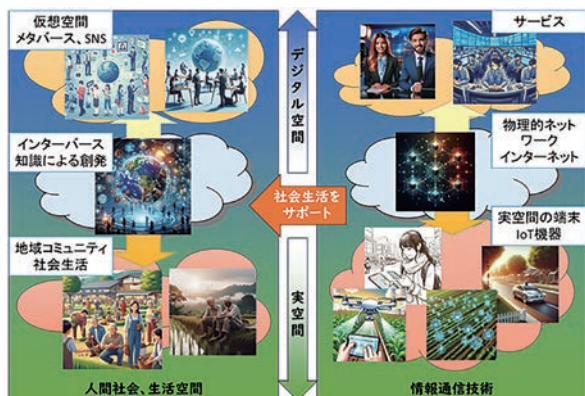 仮想空間
メタバース、SNS
インターバース
知識による創発
地域コミュニティ
社会生活
人間社会、生活空間
デジタル空間
社会生活を
サポート
実空間
サービス
物理的ネット
ワーク
インターネット
実空間の端末
IoT機器
情報通信技術